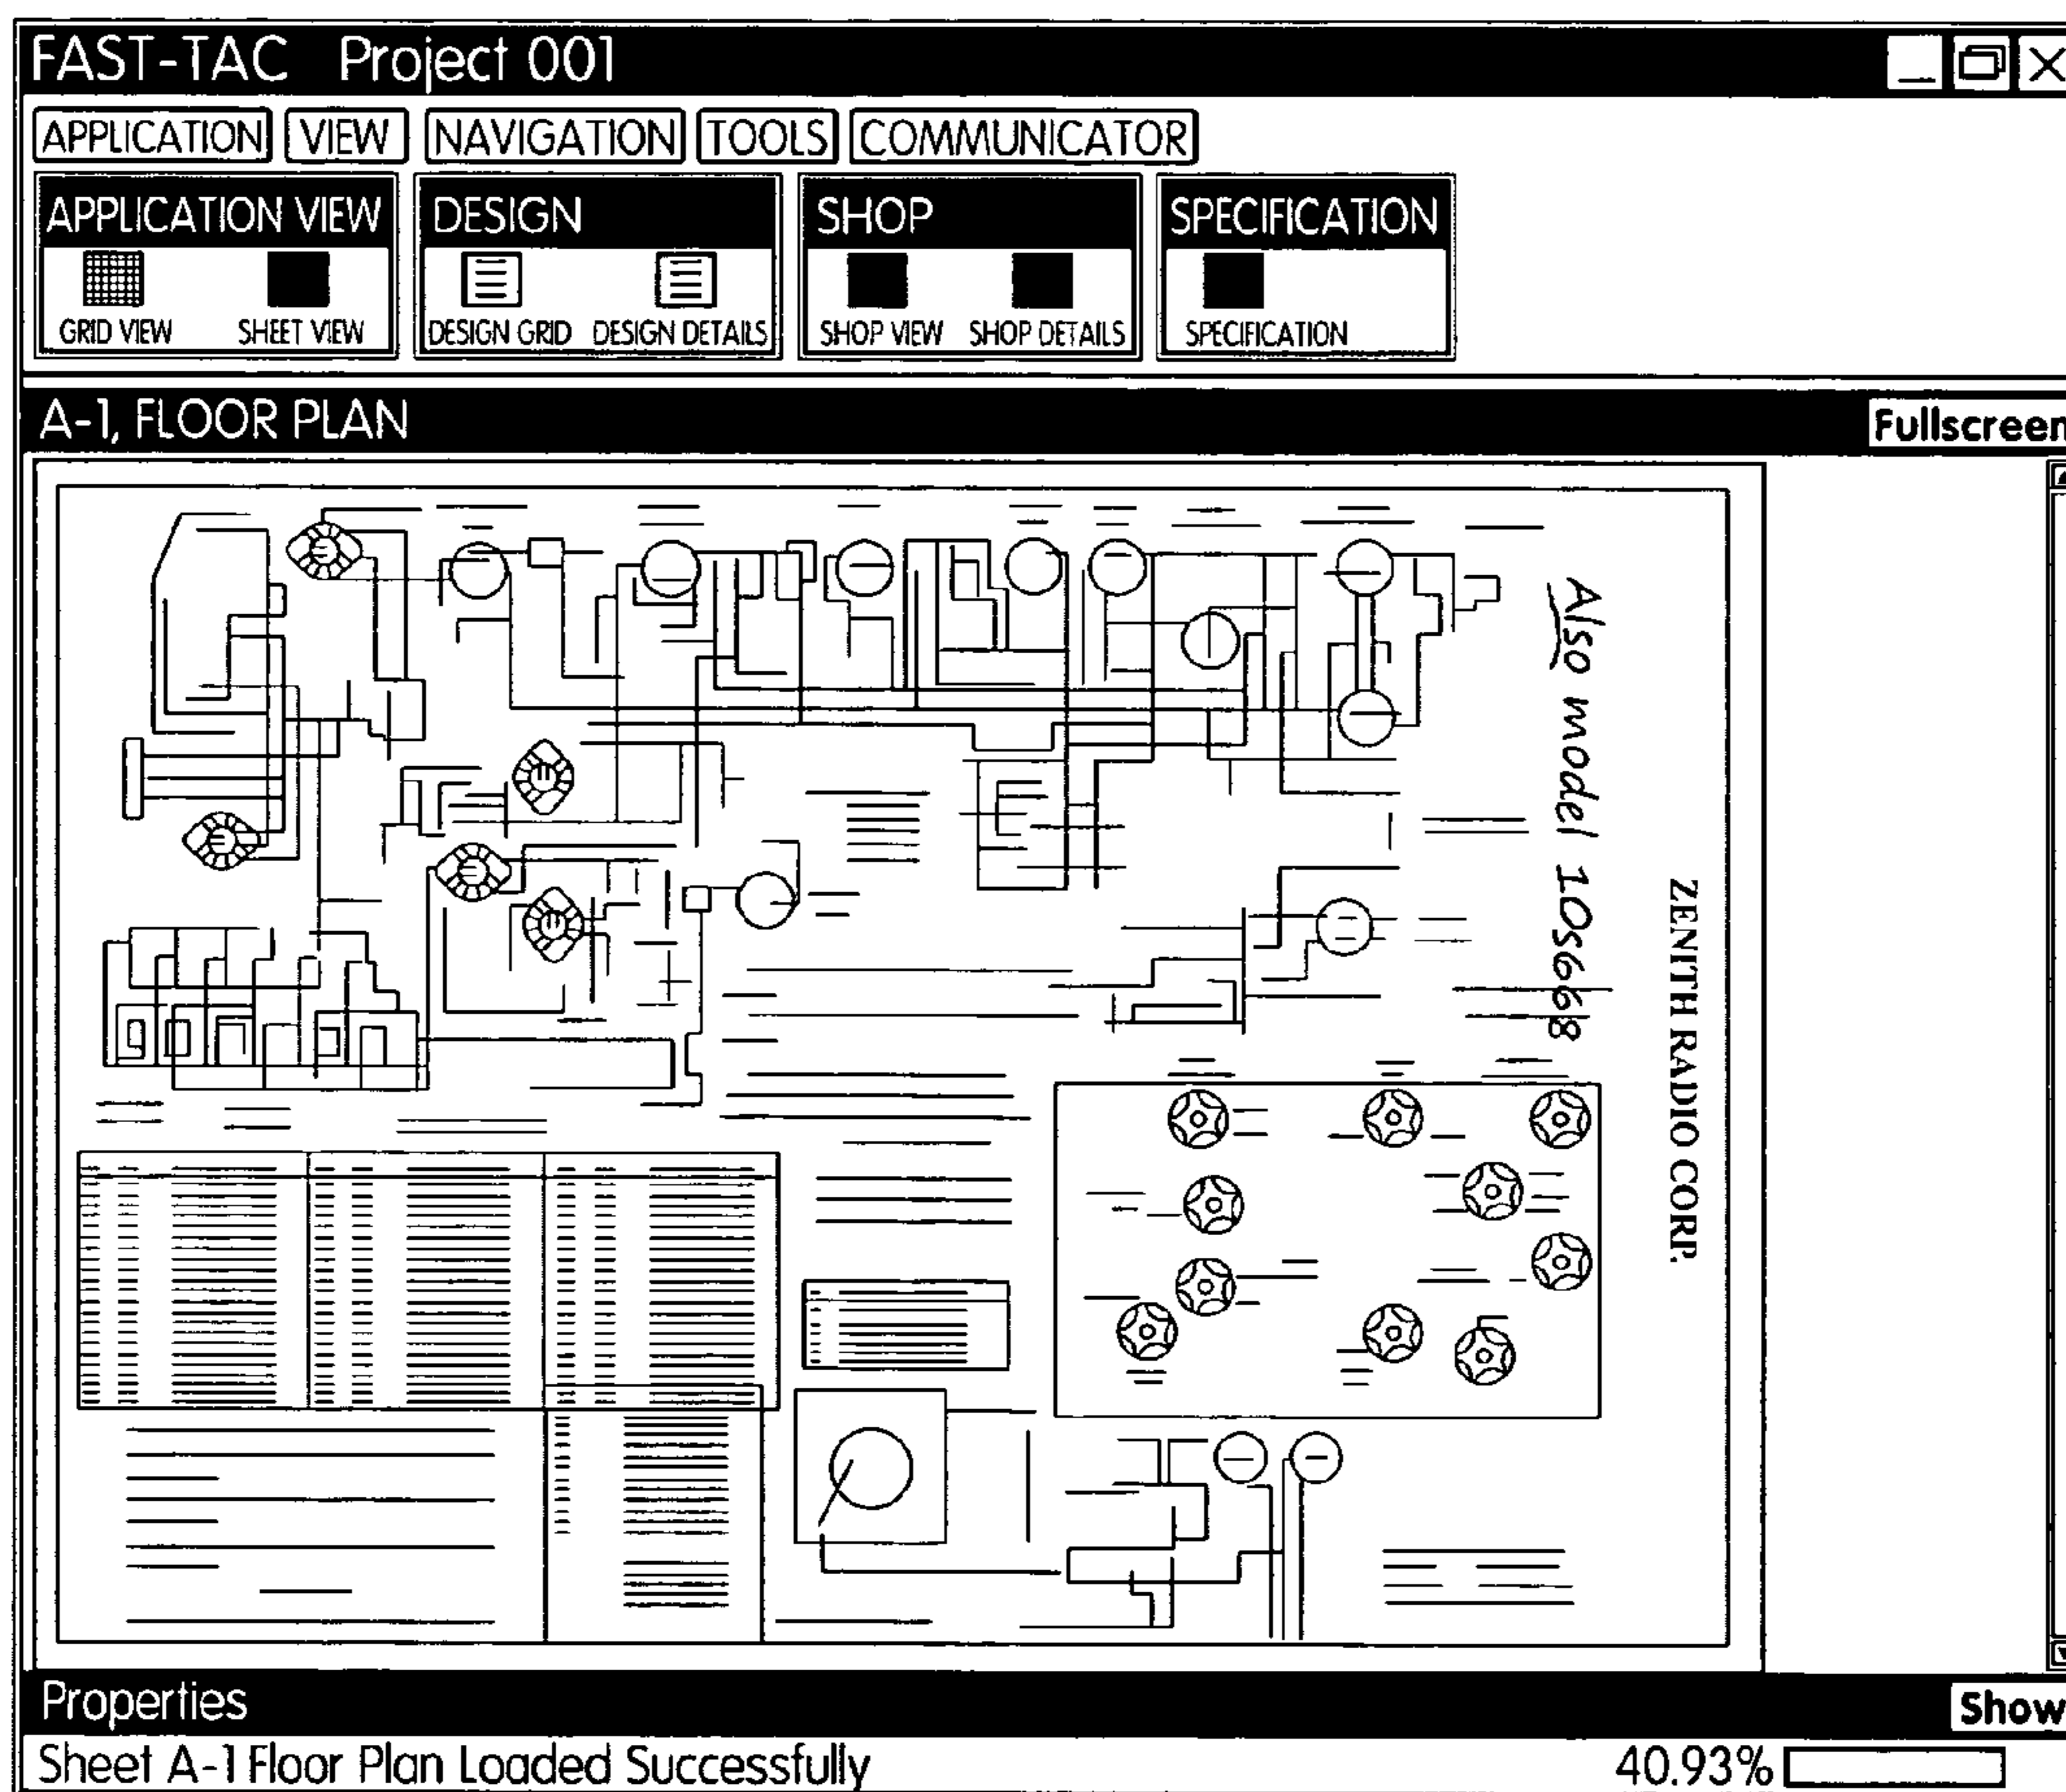 FAST-TAC Project 001
APPLICATION VIEW NAVIGATION TOOLS COMMUNICATOR
APPLICATION VIEW DESIGN SHOP SPECIFICATION
GRID VIEW SHEET VIEW DESIGN GRID DESIGN DETAILS SHOP VIEW SHOP DETAILS SPECIFICATION
A-1, FLOOR PLAN Fullscreen
Also model 10S668
ZENITH RADIO CORP.
Properties Show
Sheet A-1 Floor Plan Loaded Successfully 40.93%